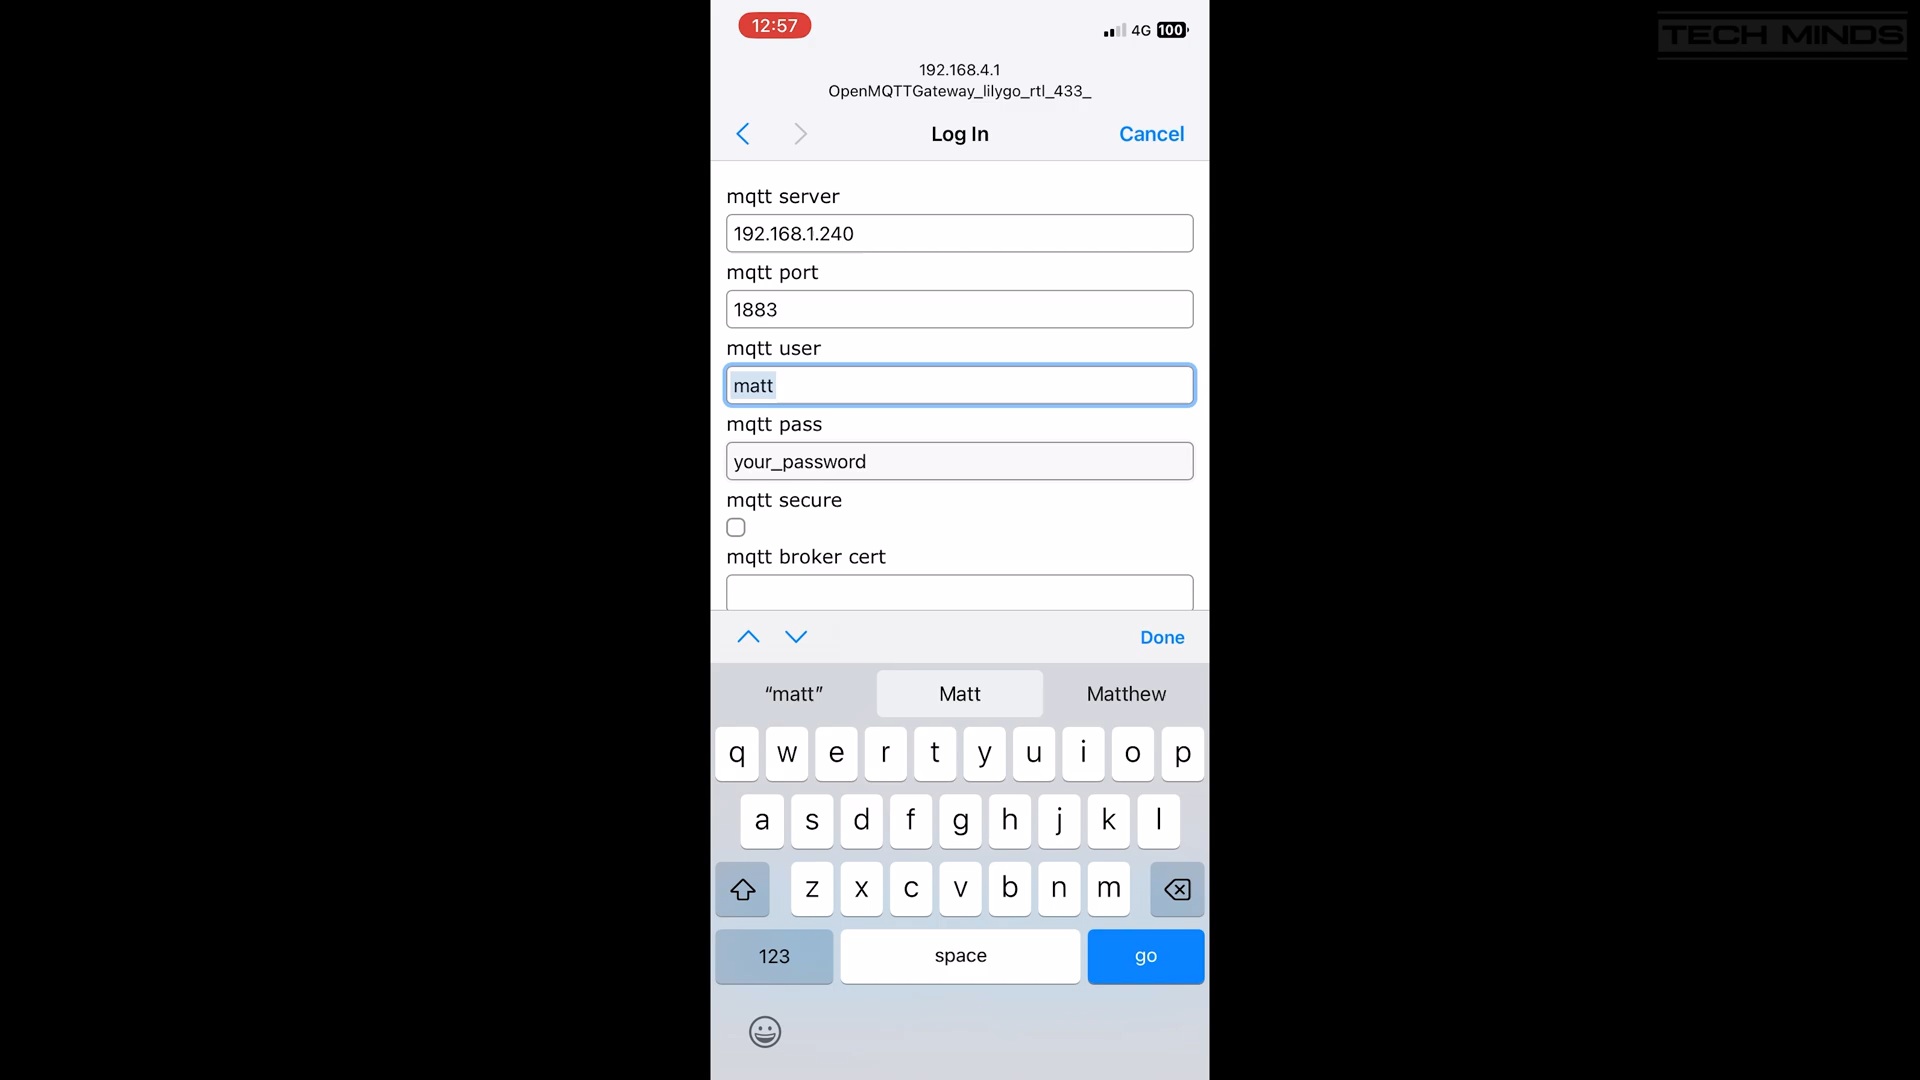 12:57
4G 100
TECH MINDS
192.168.4.1
OpenMQTTGateway_lilygo_rtl_433_
Log In Cancel
mqtt server
192.168.1.240
mqtt port
1883
mqtt user
matt
mqtt pass
your_password
mqtt secure
mqtt broker cert
Done
“matt” Matt Matthew
q w e r t y u i o p
a s d f g h j k l
z x c v b n m
123 space go